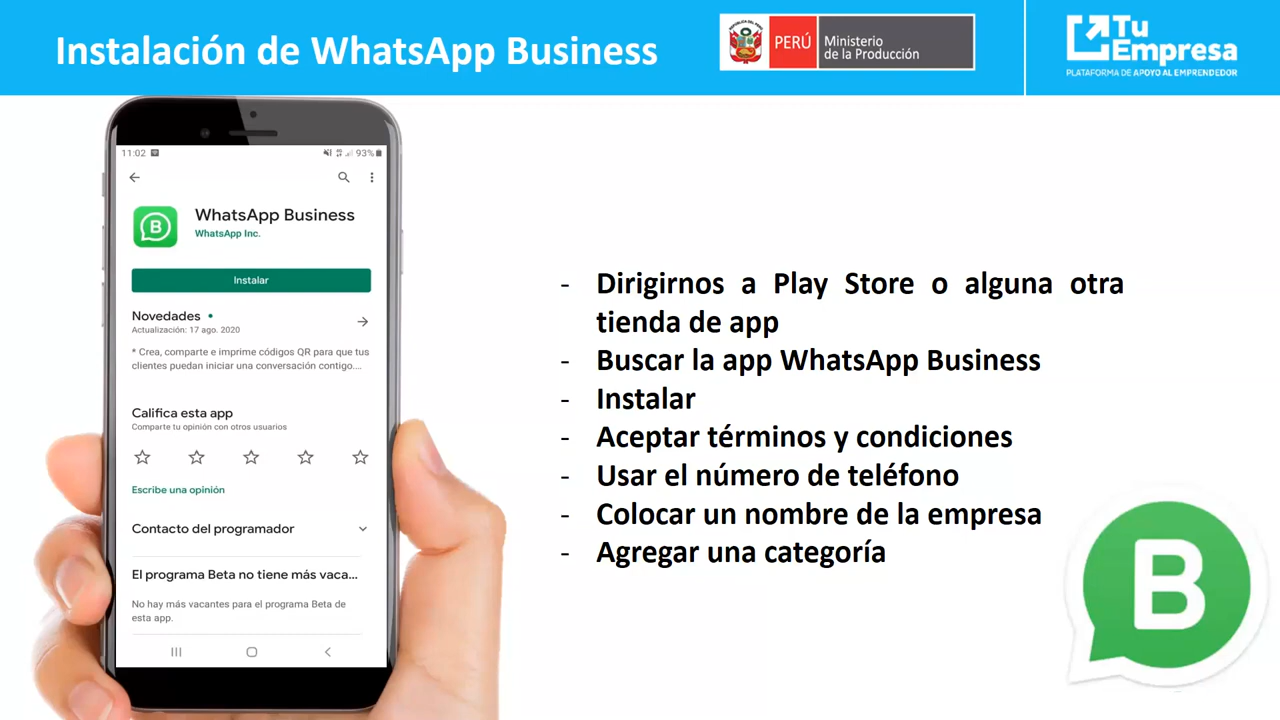 Instalación de WhatsApp Business
PERÚ
Ministerio
de la Producción
Tu
Empresa
PLATAFORMA DE APOYO AL EMPRENDEDOR
11:02
93%
WhatsApp Business
WhatsApp Inc.
Instalar
Novedades •
Actualización: 17 ago. 2020
* Crea, comparte e imprime códigos QR para que tus
clientes puedan iniciar una conversación contigo....
Califica esta app
Comparte tu opinión con otros usuarios
Escribe una opinión
Contacto del programador
El programa Beta no tiene más vaca...
No hay más vacantes para el programa Beta de
esta app.
- Dirigirnos a Play Store o alguna otra
tienda de app
- Buscar la app WhatsApp Business
- Instalar
- Aceptar términos y condiciones
- Usar el número de teléfono
- Colocar un nombre de la empresa
- Agregar una categoría
B